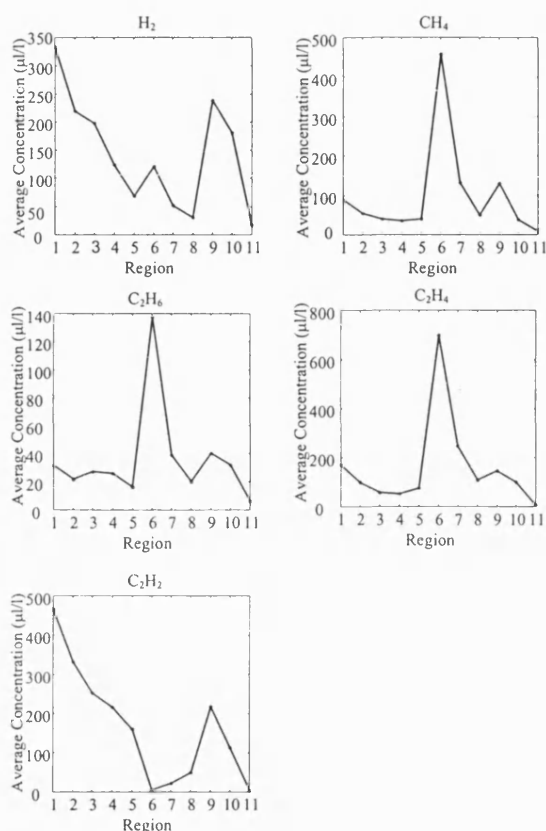 H₂
Average Concentration (μl/l)
350
300
250
200
150
100
50
0
1 2 3 4 5 6 7 8 9 10 11
Region
CH₄
Average Concentration (μl/l)
500
400
300
200
100
0
1 2 3 4 5 6 7 8 9 10 11
Region
C₂H₆
Average Concentration (μl/l)
140
120
100
80
60
40
20
0
1 2 3 4 5 6 7 8 9 10 11
Region
C₂H₄
Average Concentration (μl/l)
800
600
400
200
0
1 2 3 4 5 6 7 8 9 10 11
Region
C₂H₂
Average Concentration (μl/l)
500
400
300
200
100
0
1 2 3 4 5 6 7 8 9 10 11
Region